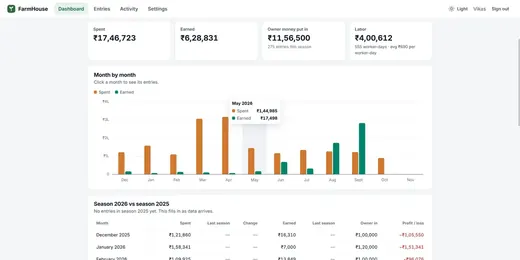 FarmHouse
Dashboard
Entries
Activity
Settings
Light
Vikas
Sign out
Spent
₹17,46,723
Earned
₹6,28,831
Owner money put in
₹11,56,500
175 entries this season
Labor
₹4,00,612
555 worker-days · avg ₹695 per worker-day
Month by month
Click a month to see its entries.
Spent
Earned
May 2026
Spent ₹1,44,965
Earned ₹17,498
Dec Jan Feb Mar Apr May Jun Jul Aug Sept Oct Nov
Season 2026 vs season 2025
No entries in season 2025 yet. This fills in as data arrives.
Month Spent Last season Change Earned Last season Owner in Profit / loss
December 2025 ₹1,21,860 — — ₹16,310 — ₹1,00,000
January 2026 ₹1,58,341 — — ₹7,000 — ₹1,20,000 −₹1,51,341
February 2026